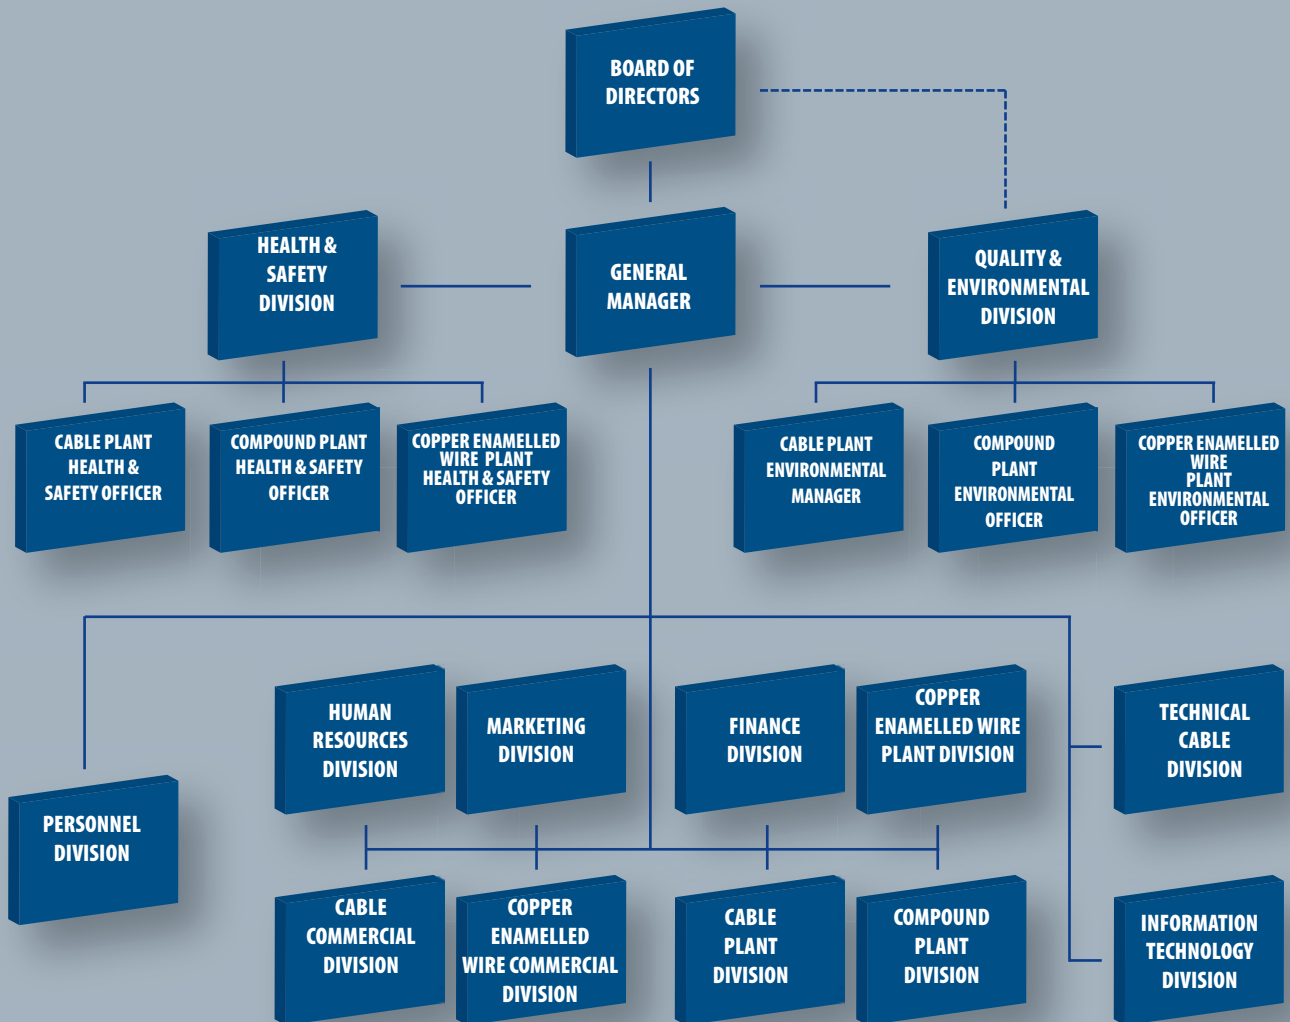 BOARD OF
DIRECTORS
HEALTH &
SAFETY
DIVISION
GENERAL
MANAGER
QUALITY &
ENVIRONMENTAL
DIVISION
CABLE PLANT
HEALTH &
SAFETY OFFICER
COMPOUND PLANT
HEALTH & SAFETY
OFFICER
COPPER ENAMELLED
WIRE PLANT
HEALTH & SAFETY
OFFICER
CABLE PLANT
ENVIRONMENTAL
MANAGER
COMPOUND
PLANT
ENVIRONMENTAL
OFFICER
COPPER ENAMELLED
WIRE
PLANT
ENVIRONMENTAL
OFFICER
PERSONNEL
DIVISION
HUMAN
RESOURCES
DIVISION
MARKETING
DIVISION
FINANCE
DIVISION
COPPER
ENAMELLED WIRE
PLANT DIVISION
TECHNICAL
CABLE
DIVISION
CABLE
COMMERCIAL
DIVISION
COPPER
ENAMELLED
WIRE COMMERCIAL
DIVISION
CABLE
PLANT
DIVISION
COMPOUND
PLANT
DIVISION
INFORMATION
TECHNOLOGY
DIVISION